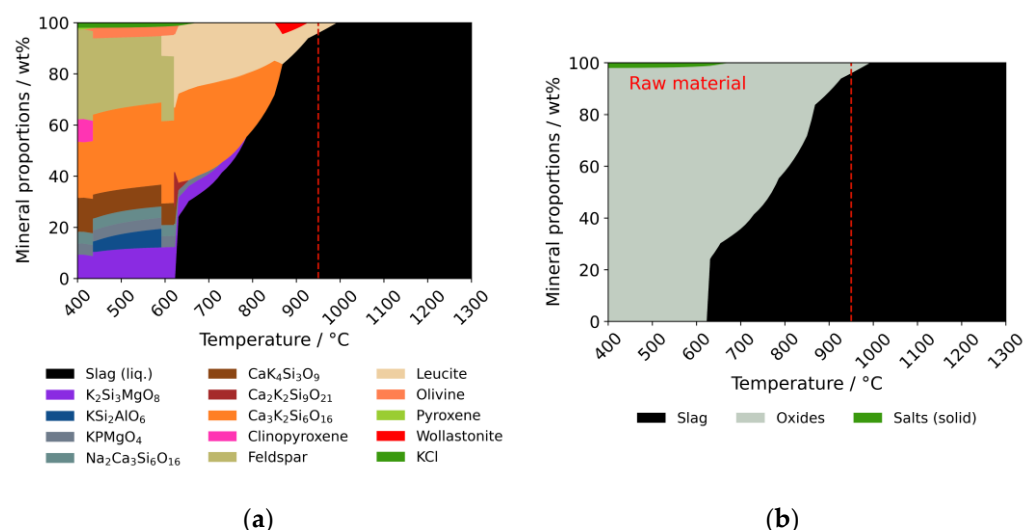 100
80
60
40
20
0
Mineral proportions / wt%
400
500
600
700
800
900
1000
1100
1200
1300
Temperature / °C
Slag (liq.)
K₂Si₃MgO₈
KSi₂AlO₆
KPMgO₄
Na₂Ca₃Si₆O₁₆
CaK₄Si₃O₉
Ca₂K₂Si₉O₂₁
Ca₃K₂Si₆O₁₆
Clinopyroxene
Feldspar
Leucite
Olivine
Pyroxene
Wollastonite
KCl
(a)
100
80
60
40
20
0
Mineral proportions / wt%
Raw material
400
500
600
700
800
900
1000
1100
1200
1300
Temperature / °C
Slag
Oxides
Salts (solid)
(b)